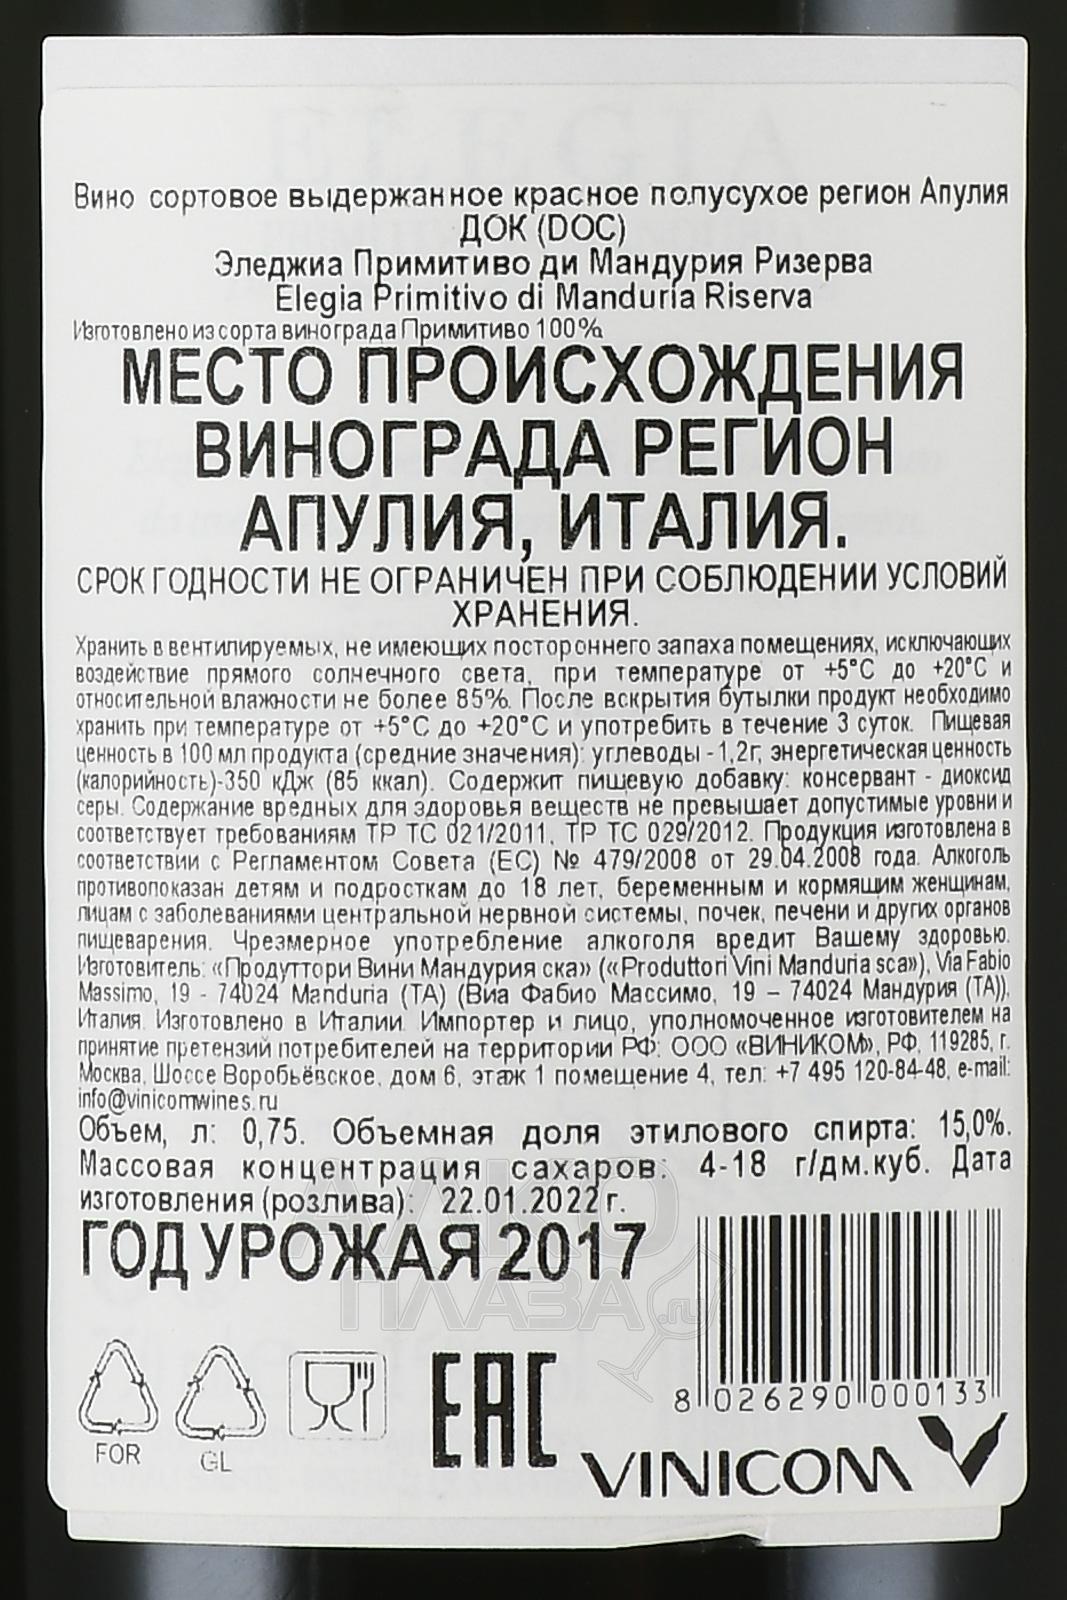 Вино сортовое выдержанное красное полусухое регион Апулия
ДОК (DOC)
Эледжиа Примитиво ди Мандурия Ризерва
Elegia Primitivo di Manduria Riserva
Изготовлено из сорта винограда Примитиво 100%.
МЕСТО ПРОИСХОЖДЕНИЯ
ВИНОГРАДА РЕГИОН
АПУЛИЯ, ИТАЛИЯ.
СРОК ГОДНОСТИ НЕ ОГРАНИЧЕН ПРИ СОБЛЮДЕНИИ УСЛОВИЙ
ХРАНЕНИЯ.
Хранить в вентилируемых, не имеющих постороннего запаха помещениях, исключающих
воздействие прямого солнечного света, при температуре от +5°С до +20°С и
относительной влажности не более 85%. После вскрытия бутылки продукт необходимо
хранить при температуре от +5°С до +20°С и употребить в течение 3 суток. Пищевая
ценность в 100 мл продукта (средние значения): углеводы - 1,2г, энергетическая ценность
(калорийность)-350 кДж (85 ккал). Содержит пищевую добавку: консервант - диоксид
серы. Содержание вредных для здоровья веществ не превышает допустимые уровни и
соответствует требованиям ТР ТС 021/2011, ТР ТС 029/2012. Продукция изготовлена в
соответствии с Регламентом Совета (ЕС) № 479/2008 от 29.04.2008 года. Алкоголь
противопоказан детям и подросткам до 18 лет, беременным и кормящим женщинам,
лицам с заболеваниями центральной нервной системы, почек, печени и других органов
пищеварения. Чрезмерное употребление алкоголя вредит Вашему здоровью.
Изготовитель: «Продуттори Вини Мандурия ска» («Produttori Vini Manduria sca»), Via Fabio
Massimo, 19 - 74024 Manduria (TA) (Виа Фабио Массимо, 19 – 74024 Мандурия (ТА)),
Италия. Изготовлено в Италии. Импортер и лицо, уполномоченное изготовителем на
принятие претензий потребителей на территории РФ: ООО «ВИНИКОМ», РФ, 119285, г.
Москва, Шоссе Воробьёвское, дом 6, этаж 1 помещение 4, тел: +7 495 120-84-48, e-mail:
info@vinicomwines.ru
Объем, л: 0,75. Объемная доля этилового спирта: 15,0%.
Массовая концентрация сахаров: 4-18 г/дм.куб. Дата
изготовления (розлива): 22.01.2022 г.
ГОД УРОЖАЯ 2017
АЛКО
ПЛАЗА.ru
8 026290 000133
FOR
GL
EAC
VINICOM
ELEGIA